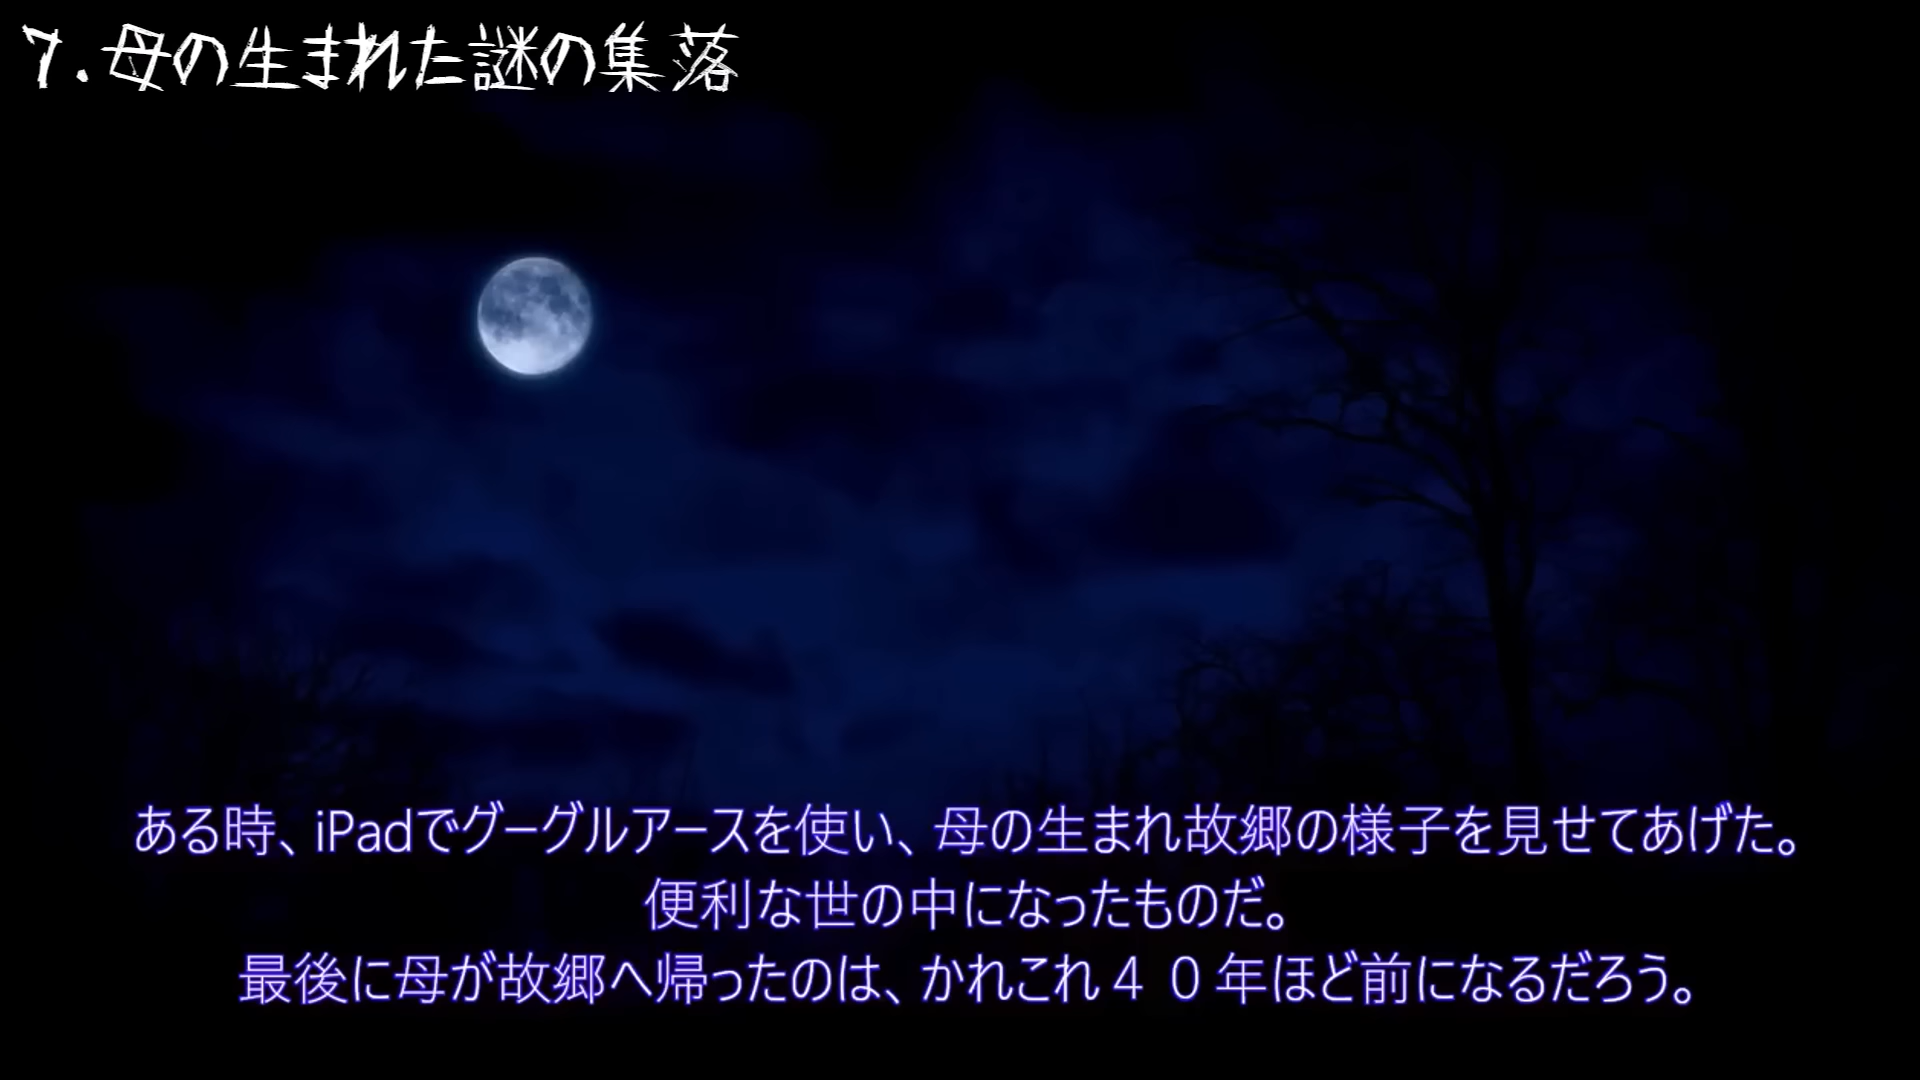 7.母の生まれた謎の集落
ある時、iPadでグーグルアースを使い、母の生まれ故郷の様子を見せてあげた。
便利な世の中になったものだ。
最後に母が故郷へ帰ったのは、かれこれ４０年ほど前になるだろう。